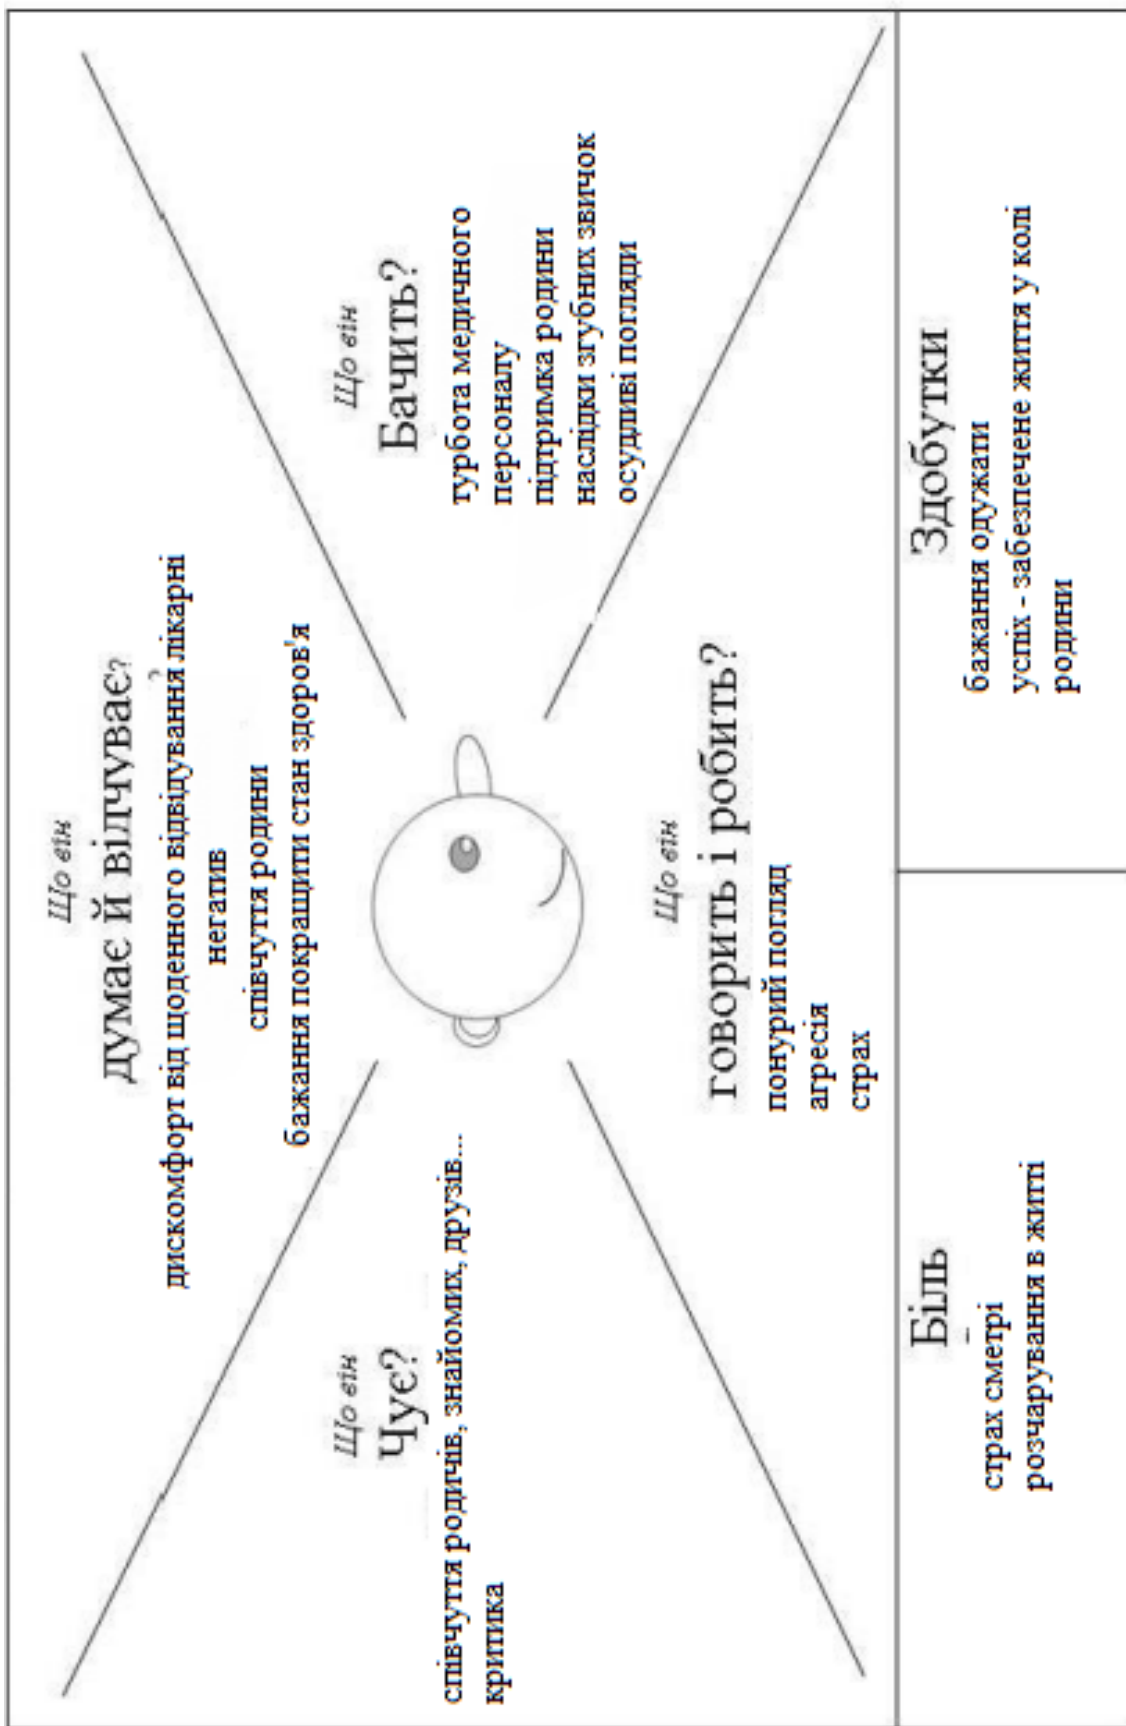 Що він
думає й відчуває?
дискомфорт від щоденного відвідування лікарні
негатив
співчуття родини
бажання покращити стан здоров'я
Що він
Чує?
співчуття родичів, знайомих, друзів...
критика
Що він
Бачить?
турбота медичного
персоналу
підтримка родини
наслідки згубних звичок
осудливі погляди
Що він
говорить і робить?
понурий погляд
агресія
страх
Біль
страх сметрі
розчарування в житті
Здобутки
бажання одужати
успіх - забезпечене життя у колі
родини